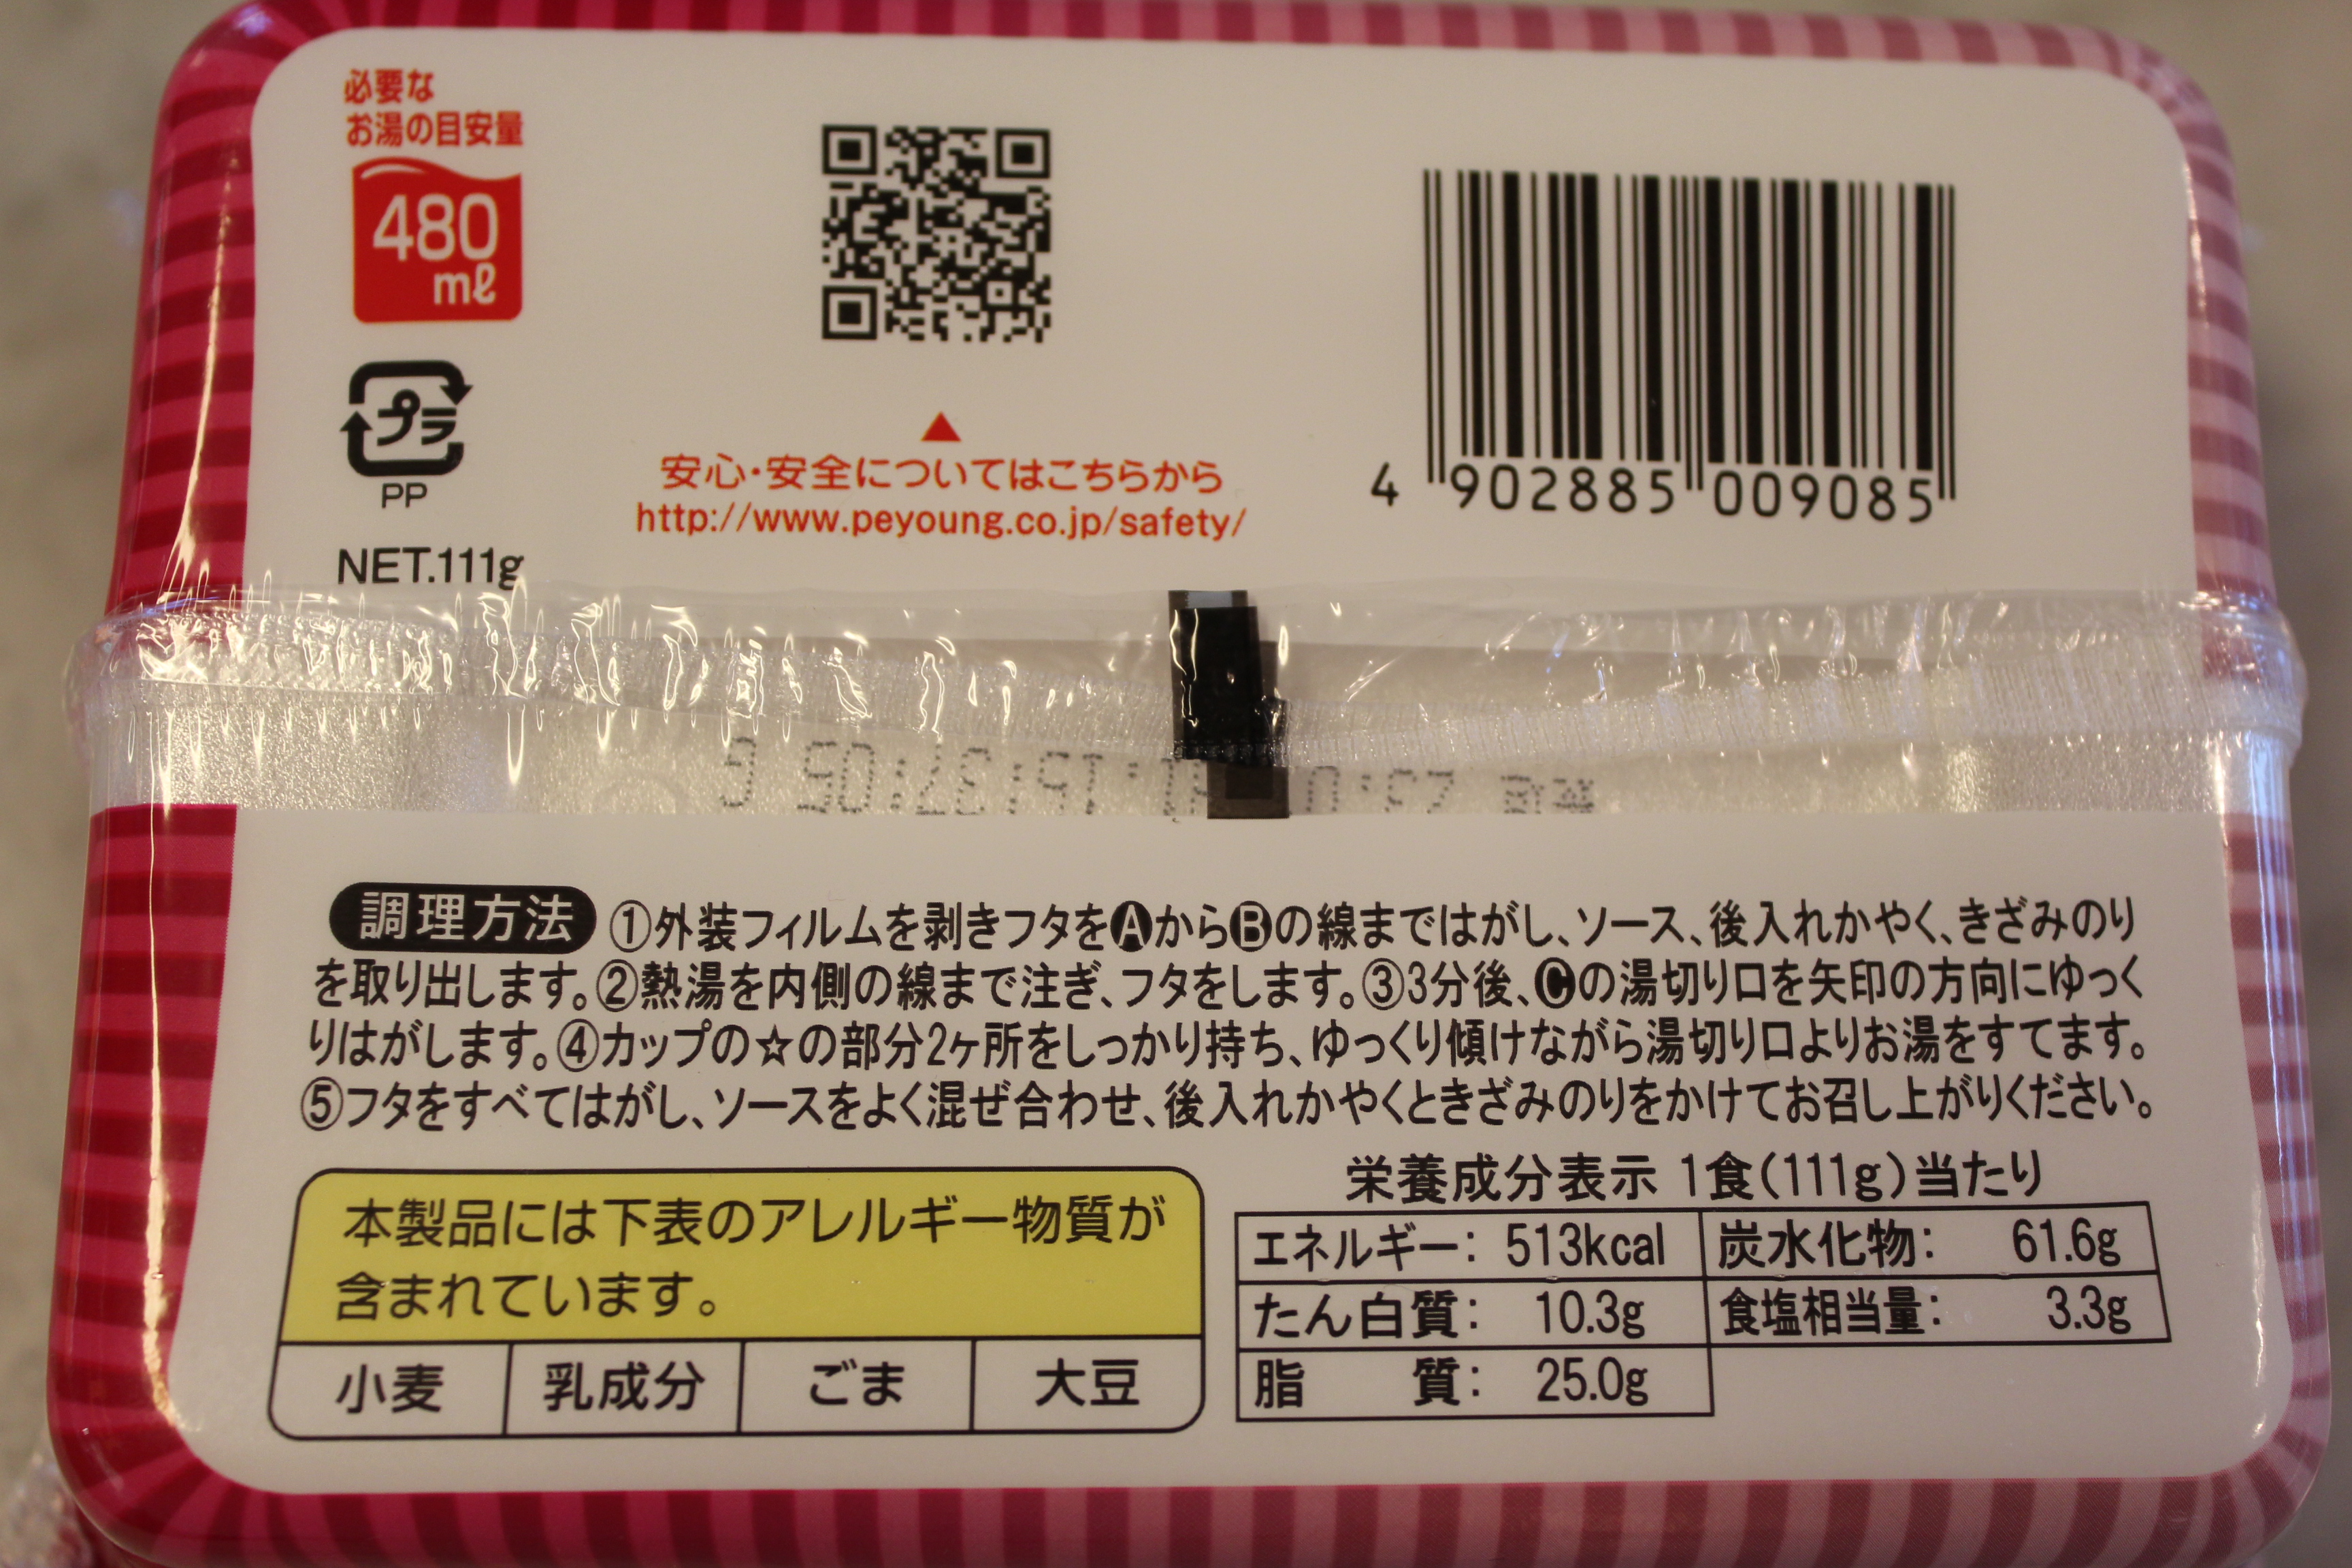 必要な
お湯の目安量
480
mℓ
プラ
PP
NET.111g
安心・安全についてはこちらから
http://www.peyoung.co.jp/safety/
4 902885 009085
調理方法 ①外装フィルムを剥きフタをAからBの線まではがし、ソース、後入れかやく、きざみのり
を取り出します。②熱湯を内側の線まで注ぎ、フタをします。③3分後、Cの湯切り口を矢印の方向にゆっく
りはがします。④カップの☆の部分2ヶ所をしっかり持ち、ゆっくり傾けながら湯切り口よりお湯をすてます。
⑤フタをすべてはがし、ソースをよく混ぜ合わせ、後入れかやくときざみのりをかけてお召し上がりください。
本製品には下表のアレルギー物質が
含まれています。
小麦 乳成分 ごま 大豆
栄養成分表示 1食(111g)当たり
エネルギー: 513kcal 炭水化物: 61.6g
たん白質: 10.3g 食塩相当量: 3.3g
脂 質: 25.0g